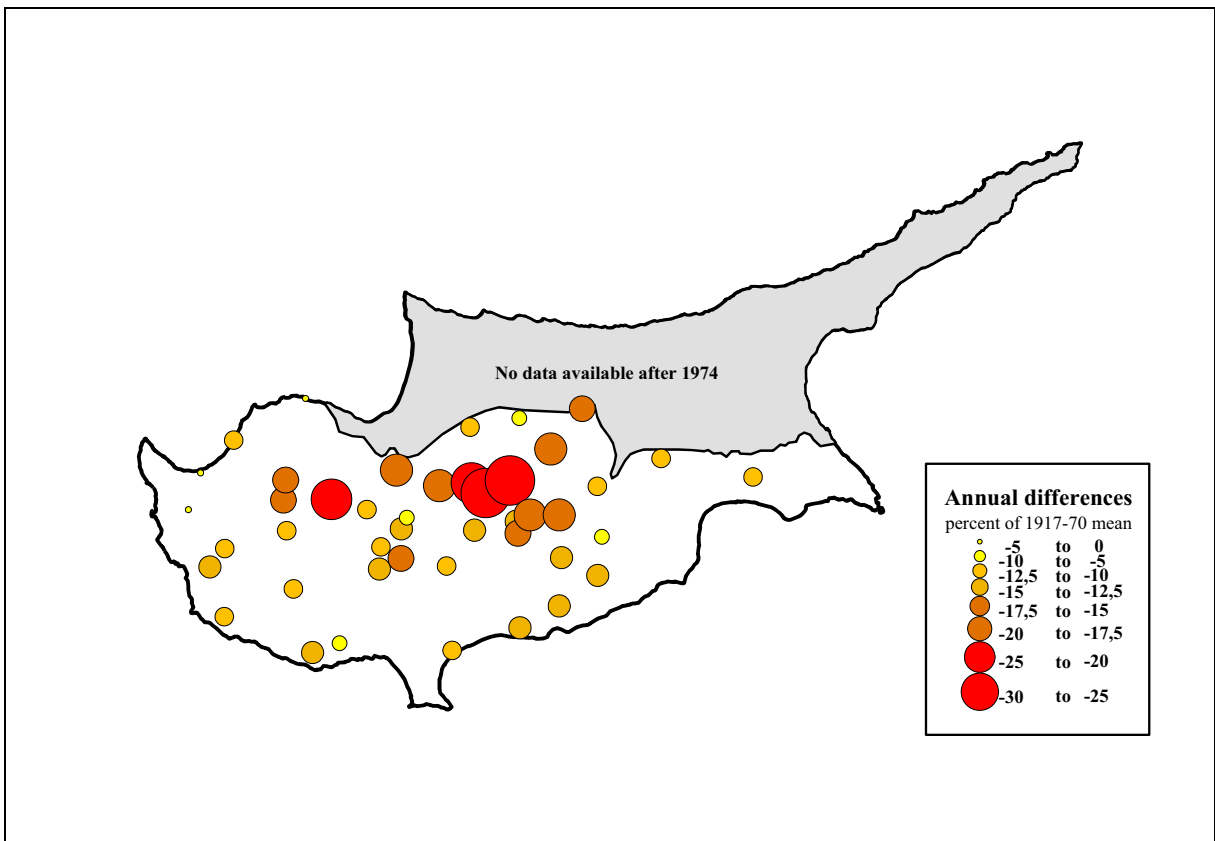 No data available after 1974
Annual differences
percent of 1917-70 mean
-5 to 0
-10 to -5
-12,5 to -10
-15 to -12,5
-17,5 to -15
-20 to -17,5
-25 to -20
-30 to -25